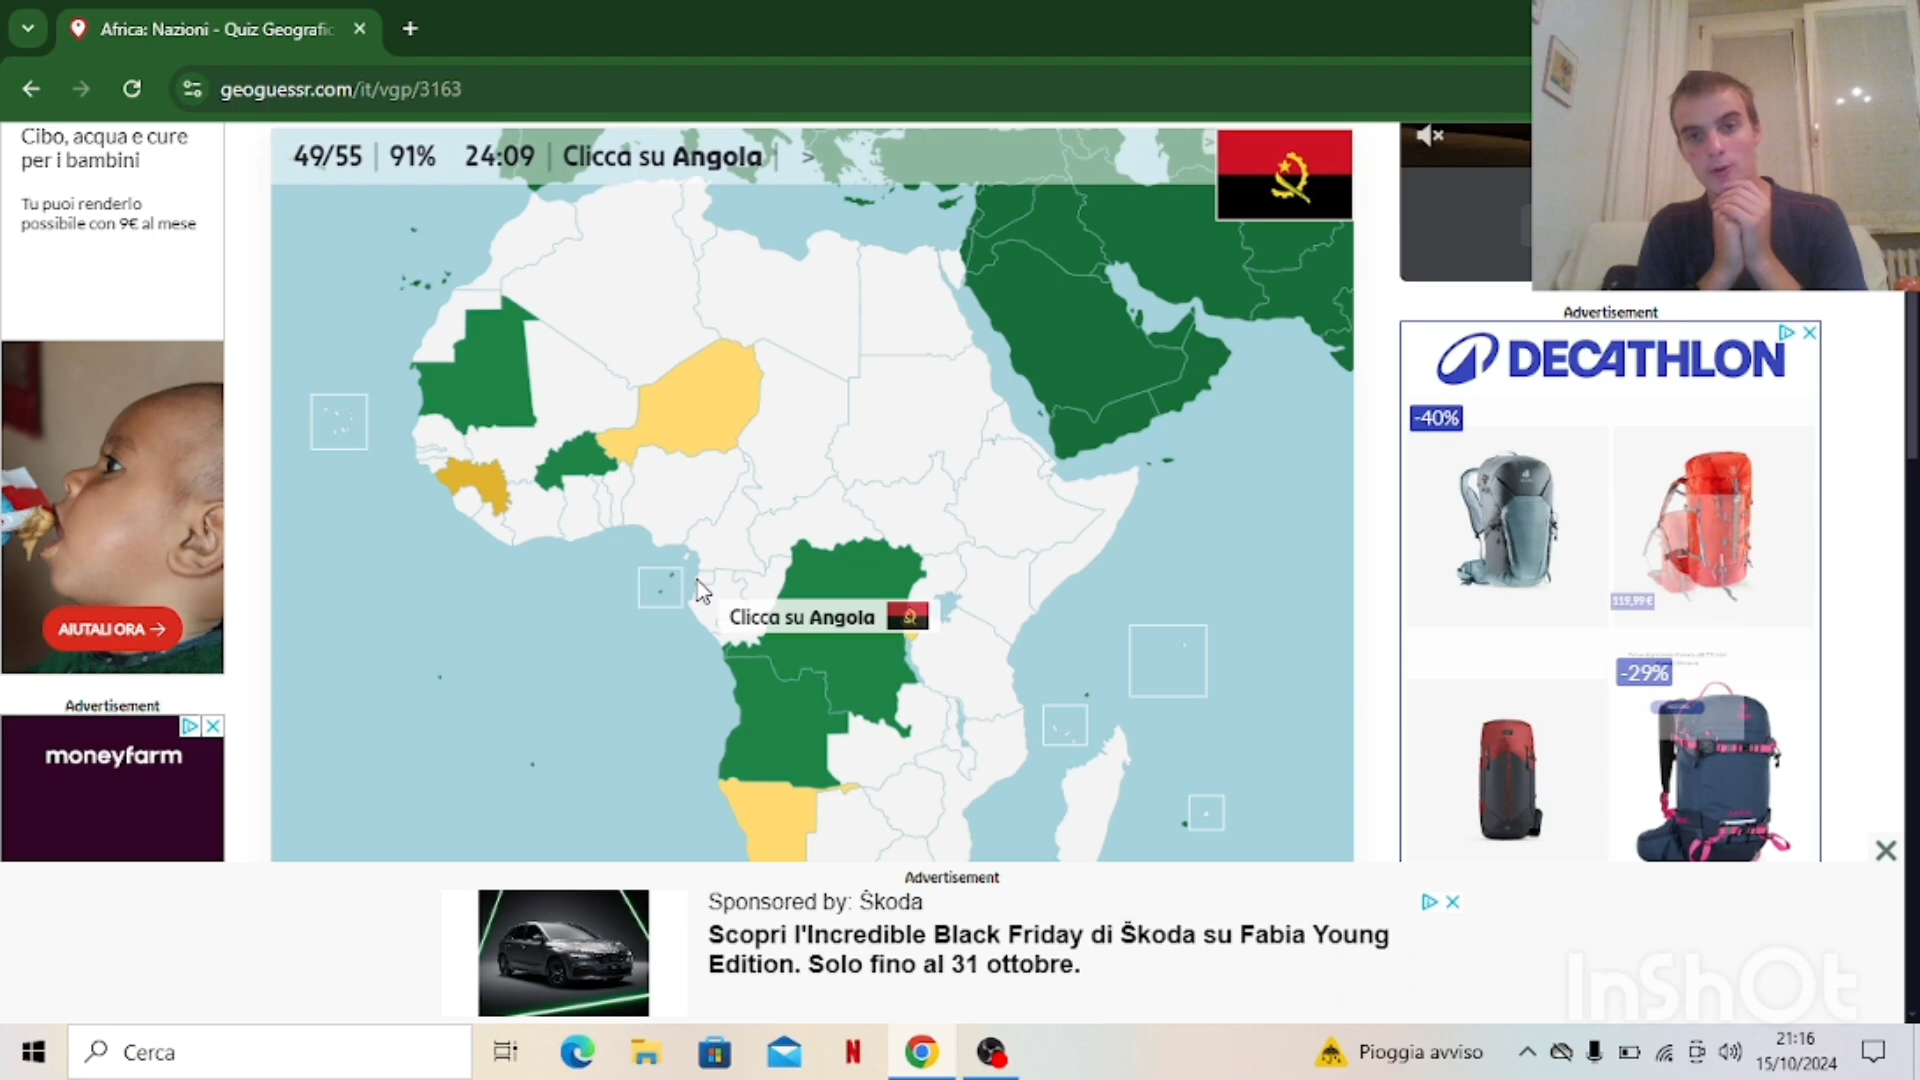 Africa: Nazioni - Quiz Geografic
geoguessr.com/it/vgp/3163
Cibo, acqua e cure
per i bambini
Tu puoi renderlo
possibile con 9€ al mese
AIUTALI ORA →
Advertisement
moneyfarm
49/55 | 91% 24:09 | Clicca su Angola >
Clicca su Angola
Advertisement
DECATHLON
-40%
119,99 €
-29%
Advertisement
Sponsored by: Škoda
Scopri l'Incredible Black Friday di Škoda su Fabia Young
Edition. Solo fino al 31 ottobre.
InShOt
Cerca
Pioggia avviso
21:16
15/10/2024